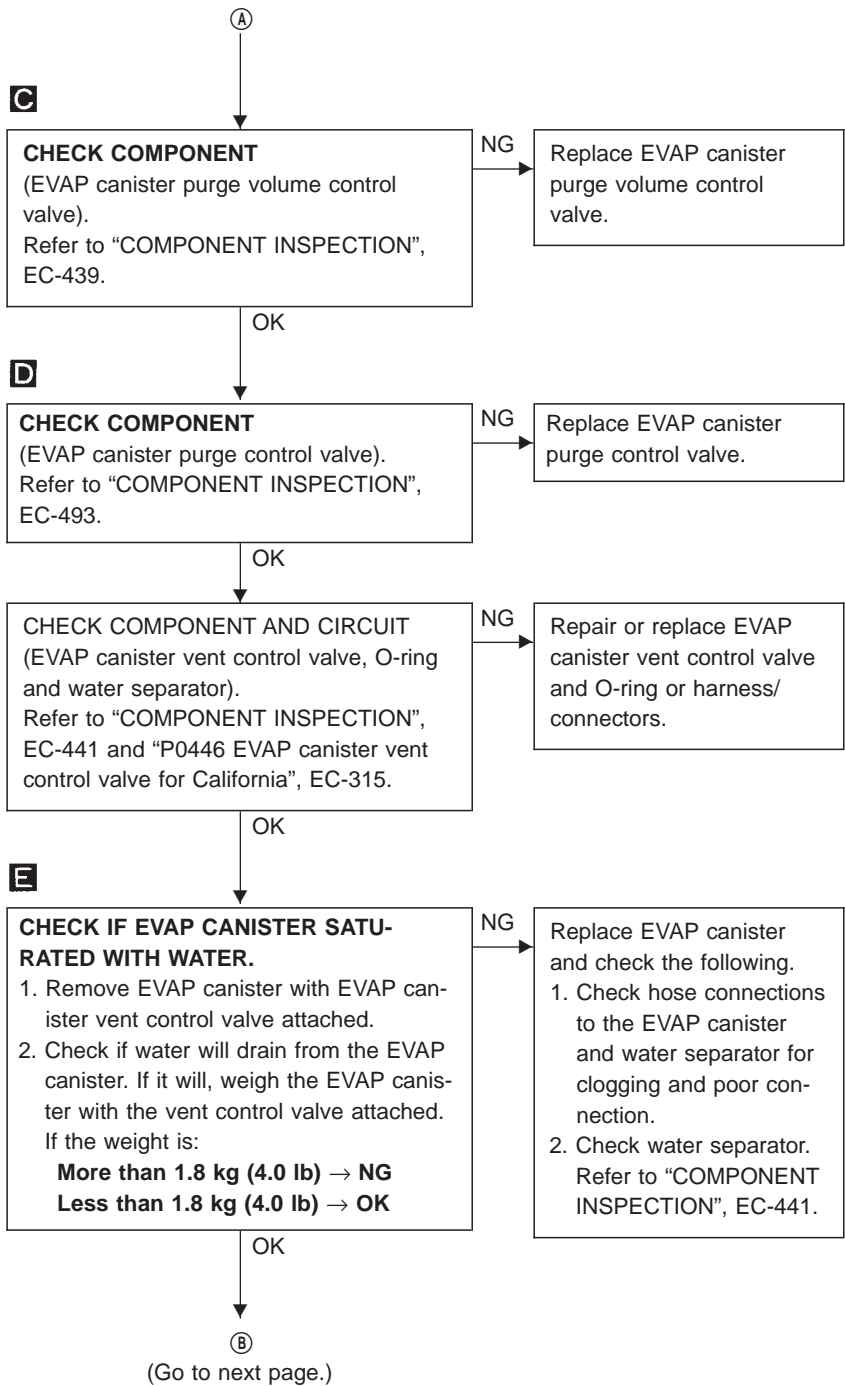 Ⓐ
C
CHECK COMPONENT
(EVAP canister purge volume control
valve).
Refer to “COMPONENT INSPECTION”,
EC-439.
NG
Replace EVAP canister
purge volume control
valve.
OK
D
CHECK COMPONENT
(EVAP canister purge control valve).
Refer to “COMPONENT INSPECTION”,
EC-493.
NG
Replace EVAP canister
purge control valve.
OK
CHECK COMPONENT AND CIRCUIT
(EVAP canister vent control valve, O-ring
and water separator).
Refer to “COMPONENT INSPECTION”,
EC-441 and “P0446 EVAP canister vent
control valve for California”, EC-315.
NG
Repair or replace EVAP
canister vent control valve
and O-ring or harness/
connectors.
OK
E
CHECK IF EVAP CANISTER SATU-
RATED WITH WATER.
1. Remove EVAP canister with EVAP can-
ister vent control valve attached.
2. Check if water will drain from the EVAP
canister. If it will, weigh the EVAP canis-
ter with the vent control valve attached.
If the weight is:
More than 1.8 kg (4.0 lb) → NG
Less than 1.8 kg (4.0 lb) → OK
NG
Replace EVAP canister
and check the following.
1. Check hose connections
to the EVAP canister
and water separator for
clogging and poor con-
nection.
2. Check water separator.
Refer to “COMPONENT
INSPECTION”, EC-441.
OK
Ⓑ
(Go to next page.)